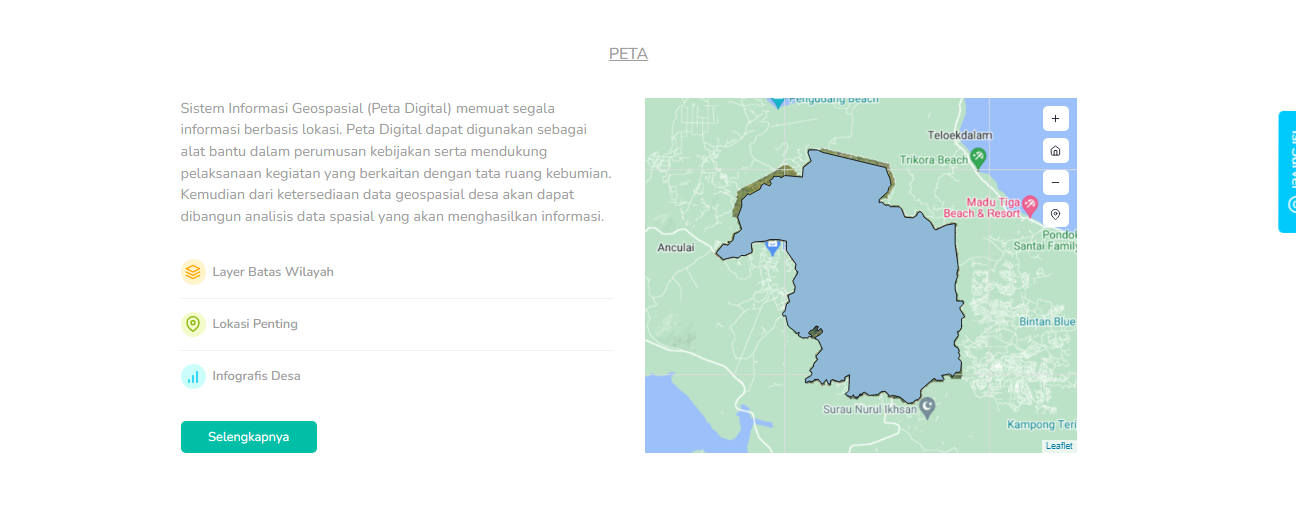 PETA
Sistem Informasi Geospasial (Peta Digital) memuat segala
informasi berbasis lokasi. Peta Digital dapat digunakan sebagai
alat bantu dalam perumusan kebijakan serta mendukung
pelaksanaan kegiatan yang berkaitan dengan tata ruang kebumian.
Kemudian dari ketersediaan data geospasial desa akan dapat
dibangun analisis data spasial yang akan menghasilkan informasi.
Layer Batas Wilayah
Lokasi Penting
Infografis Desa
Selengkapnya
Pengudang Beach
Teloekdalam
Trikora Beach
Madu Tiga
Beach & Resort
Pondok
Santai Family
Anculai
Bintan Blue
Surau Nurul Ikhsan
Kampong Teri
Leaflet
+
−